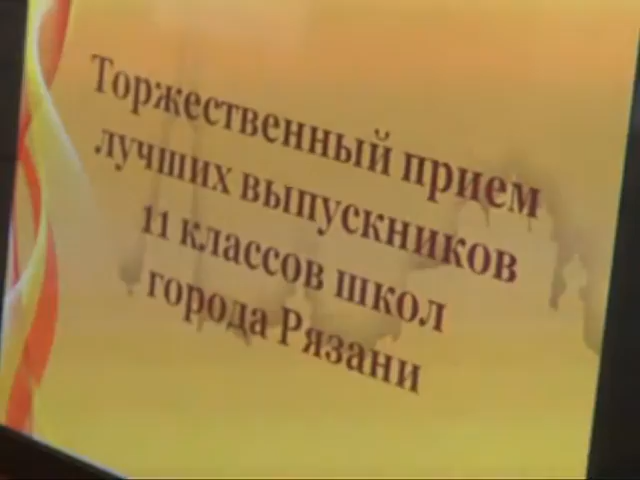 Торжественный прием
лучших выпускников
11 классов школ
города Рязани